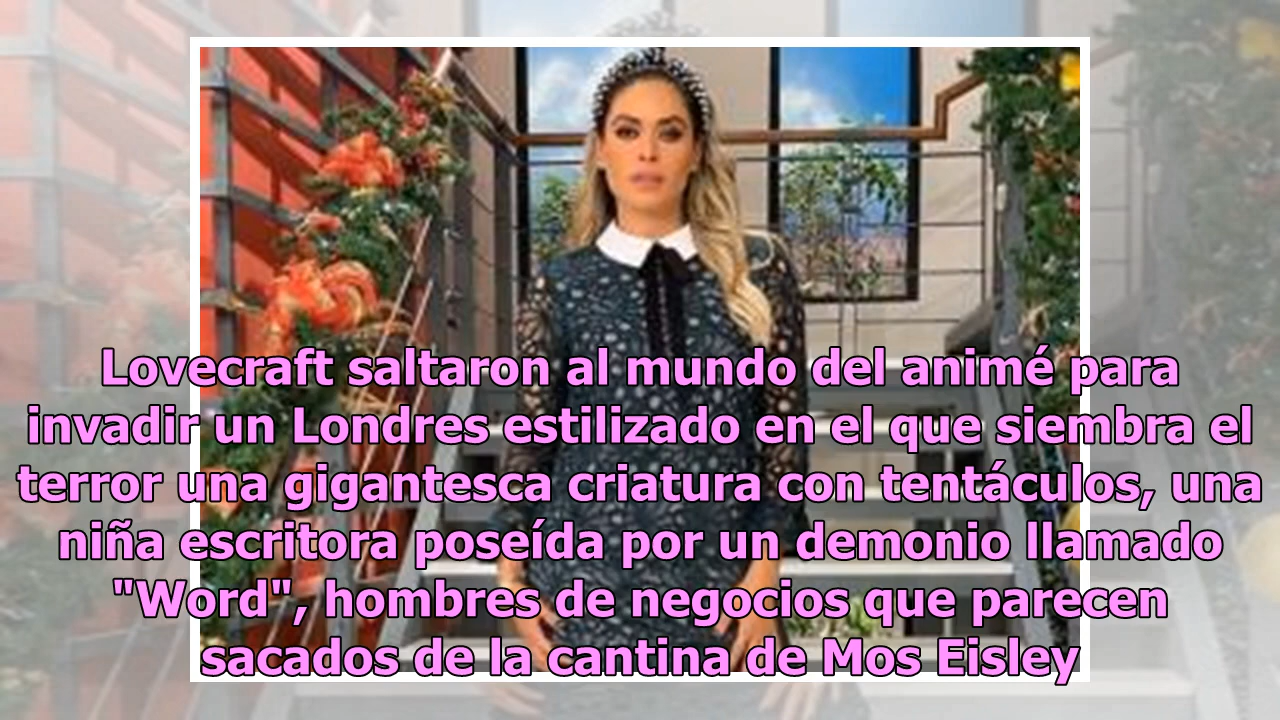 Lovecraft saltaron al mundo del animé para
invadir un Londres estilizado en el que siembra el
terror una gigantesca criatura con tentáculos, una
niña escritora poseída por un demonio llamado
"Word", hombres de negocios que parecen
sacados de la cantina de Mos Eisley